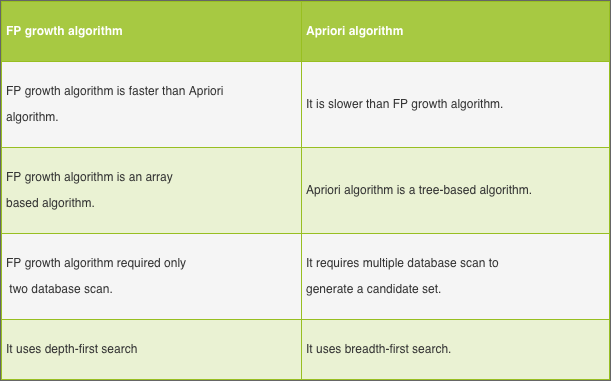 FP growth algorithm
Apriori algorithm
FP growth algorithm is faster than Apriori
algorithm.
It is slower than FP growth algorithm.
FP growth algorithm is an array
based algorithm.
Apriori algorithm is a tree-based algorithm.
FP growth algorithm required only
two database scan.
It requires multiple database scan to
generate a candidate set.
It uses depth-first search
It uses breadth-first search.